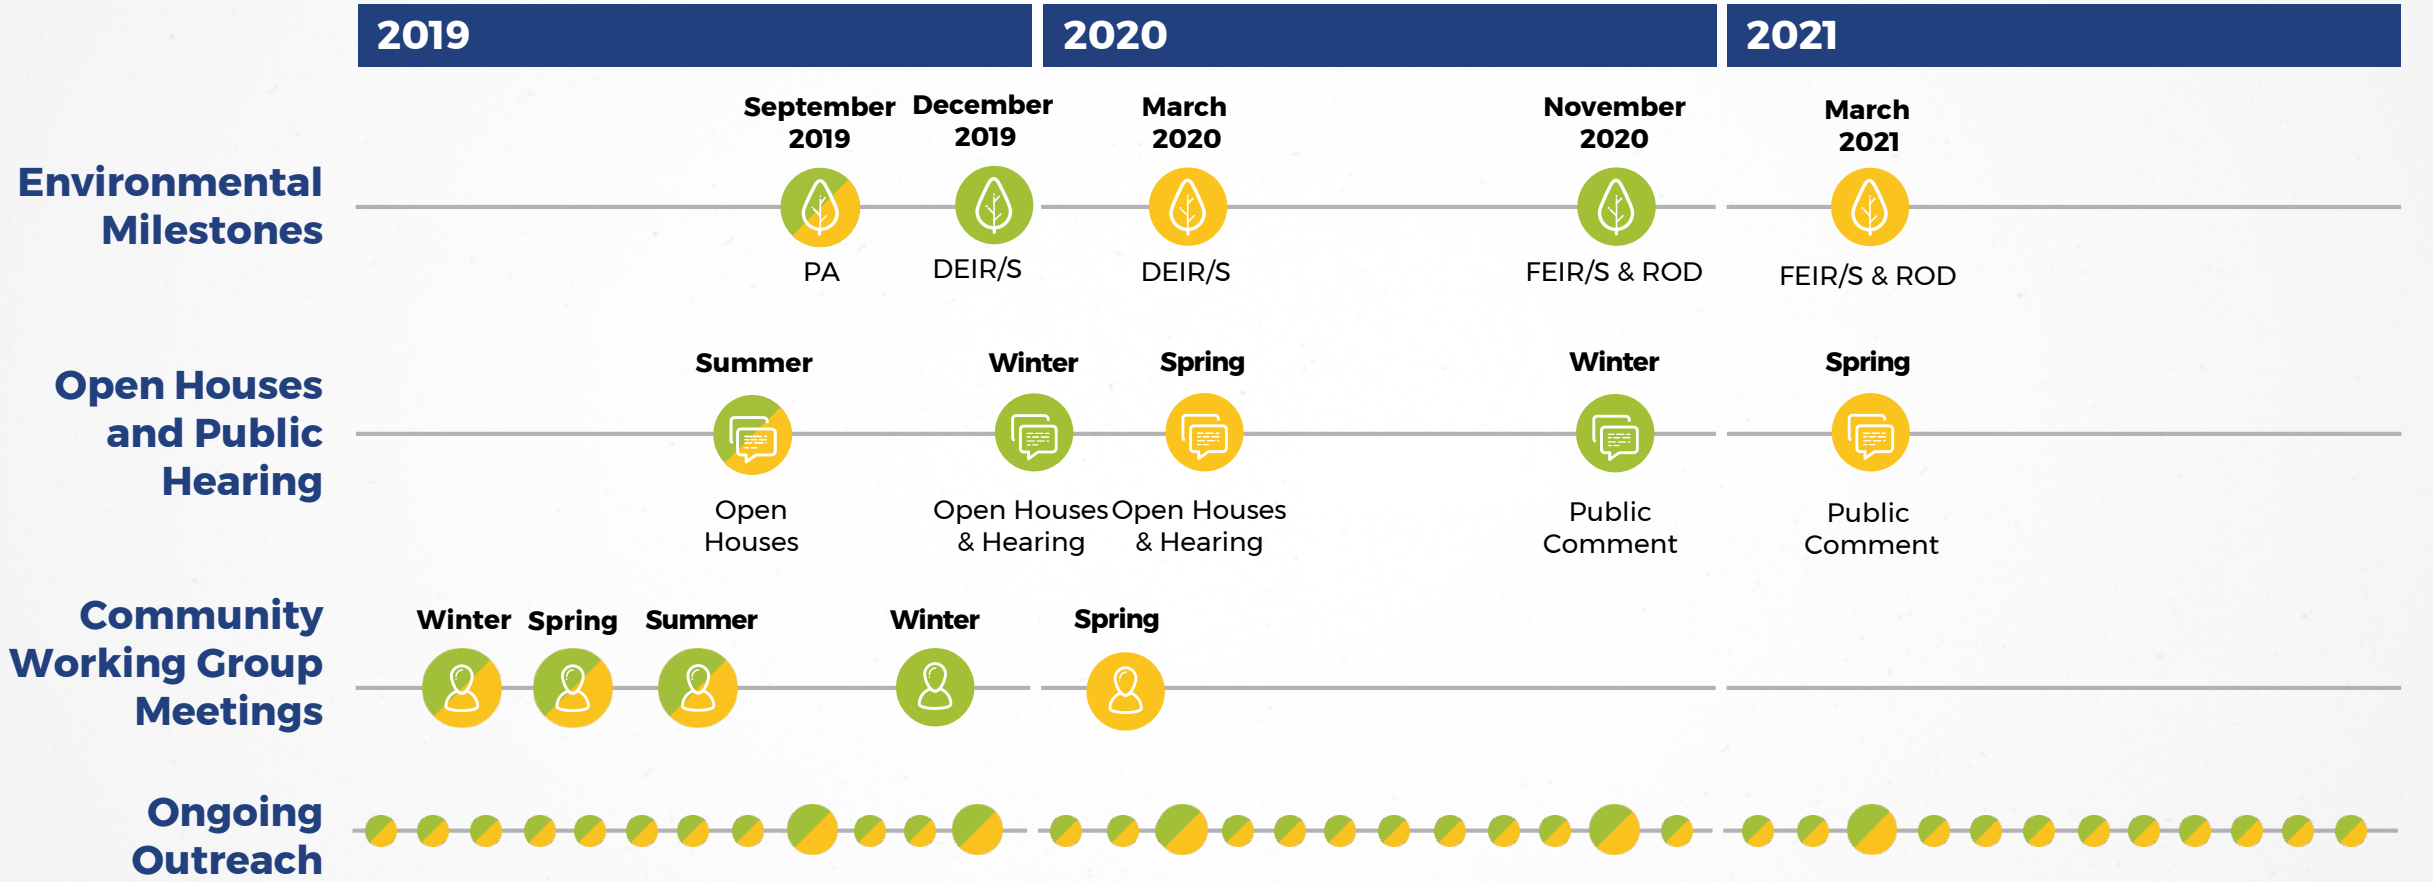 2019
2020
2021
Environmental
Milestones
September
2019
December
2019
March
2020
November
2020
March
2021
PA
DEIR/S
DEIR/S
FEIR/S & ROD
FEIR/S & ROD
Open Houses
and Public
Hearing
Summer
Winter
Spring
Winter
Spring
Open
Houses
Open Houses
& Hearing
Open Houses
& Hearing
Public
Comment
Public
Comment
Community
Working Group
Meetings
Winter
Spring
Summer
Winter
Spring
Ongoing
Outreach